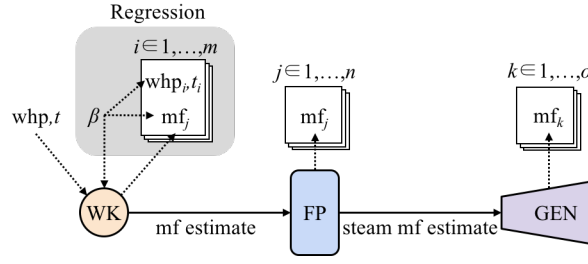 Regression
i∈1,…,m
whpᵢ,tᵢ
mfⱼ
β
whp,t
WK
mf estimate
j∈1,…,n
mfⱼ
FP
steam mf estimate
k∈1,…,o
mfₖ
GEN